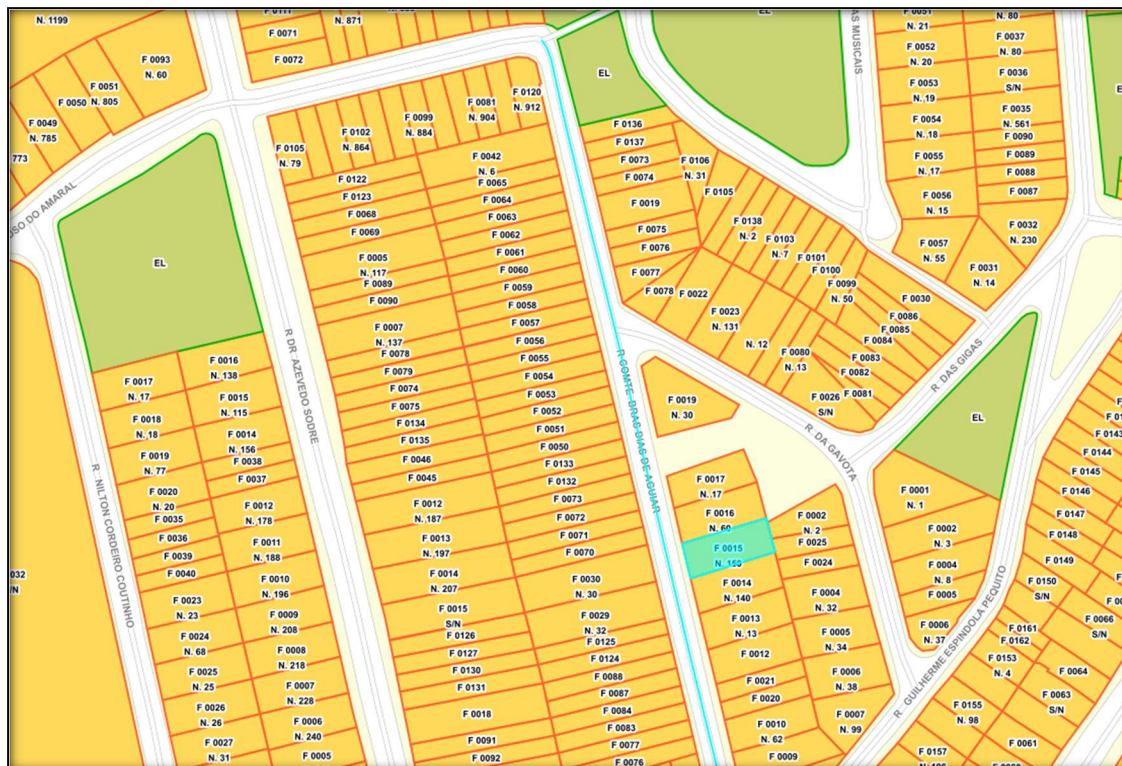 N. 1199
N. 871
F 0071
F 0072
F 0093
N. 60
F 0051
N. 805
F 0050
F 0049
N. 785
773
OSO DO AMARAL
EL
F 0105
N. 79
F 0102
N. 864
F 0099
N. 884
F 0081
N. 904
F 0120
N. 912
F 0122
F 0123
F 0068
F 0069
F 0005
N. 117
F 0089
F 0090
F 0007
N. 137
F 0078
F 0079
F 0074
F 0075
F 0134
F 0135
F 0046
F 0045
F 0012
N. 187
F 0013
N. 197
F 0014
N. 207
F 0015
S/N
F 0126
F 0127
F 0130
F 0131
F 0018
F 0091
F 0092
F 0042
N. 6
F 0065
F 0064
F 0063
F 0062
F 0061
F 0060
F 0059
F 0058
F 0057
F 0056
F 0055
F 0054
F 0053
F 0052
F 0051
F 0050
F 0133
F 0132
F 0073
F 0072
F 0071
F 0070
F 0030
N. 30
F 0029
N. 32
F 0125
F 0124
F 0088
F 0087
F 0084
F 0083
F 0077
F 0076
R NILTON CORDEIRO COUTINHO
F 0017
N. 17
F 0018
N. 18
F 0019
N. 77
F 0020
N. 20
F 0035
F 0036
F 0039
F 0040
F 0023
N. 23
F 0024
N. 68
F 0025
N. 25
F 0026
N. 26
F 0027
N. 31
F 0016
N. 138
F 0015
N. 115
F 0014
N. 156
F 0038
F 0037
F 0012
N. 178
F 0011
N. 188
F 0010
N. 196
F 0009
N. 208
F 0008
N. 218
F 0007
N. 228
F 0006
N. 240
F 0005
R DR AZEVEDO SODRE
R COMTE BRAS DIAS DE AGUIAR
EL
EL
F 0136
F 0137
F 0073
F 0074
F 0019
F 0075
F 0076
F 0077
F 0078
F 0106
N. 31
F 0105
F 0138
N. 2
F 0103
N. 7
F 0101
F 0100
F 0099
N. 50
F 0030
F 0086
F 0085
F 0084
F 0083
F 0082
F 0081
F 0022
F 0023
N. 131
N. 12
F 0080
N. 13
F 0026
S/N
F 0019
N. 30
R DA GAVOTA
R DAS GIGAS
AS MUSICAIS
F 0051
N. 21
F 0052
N. 20
F 0053
N. 19
F 0054
N. 18
F 0055
N. 17
F 0056
N. 15
F 0057
N. 55
N. 80
F 0037
N. 80
F 0036
S/N
F 0035
N. 561
F 0090
F 0089
F 0088
F 0087
F 0032
N. 230
F 0031
N. 14
EL
F 0017
N. 17
F 0016
N. 60
F 0015
N. 150
F 0014
N. 140
F 0013
N. 13
F 0012
F 0021
F 0020
F 0010
N. 62
F 0009
F 0002
N. 2
F 0025
F 0024
F 0004
N. 32
F 0005
N. 34
F 0006
N. 38
F 0007
N. 99
F 0001
N. 1
F 0002
N. 3
F 0004
N. 8
F 0005
F 0006
N. 37
R GUILHERME ESPINDOLA PEQUITO
0143
F 0144
F 0145
F 0146
F 0147
F 0148
F 0149
F 0150
S/N
F 0066
S/N
F 0161
F 0162
F 0153
N. 4
F 0064
F 0063
S/N
F 0155
N. 98
F 0061
F 0157
032